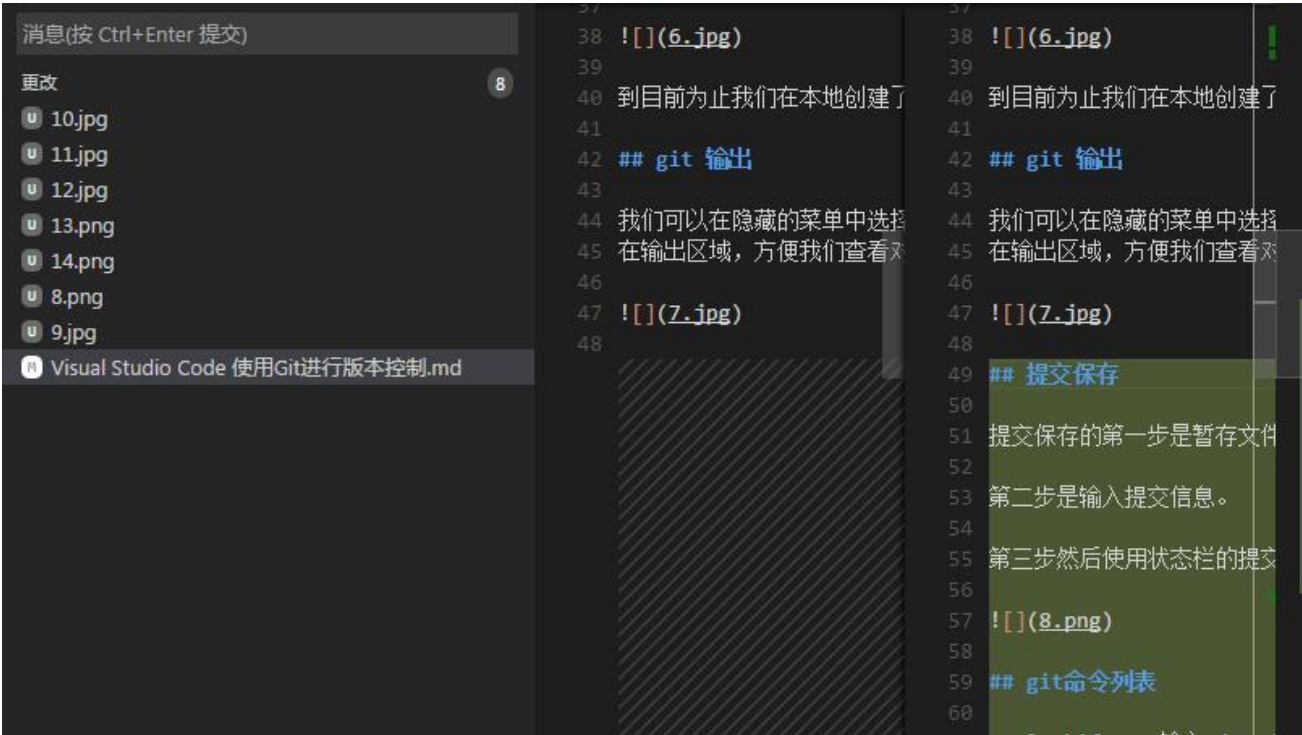 消息(按 Ctrl+Enter 提交)
更改 8
U 10.jpg
U 11.jpg
U 12.jpg
U 13.png
U 14.png
U 8.png
U 9.jpg
M Visual Studio Code 使用Git进行版本控制.md
37
38 ![](6.jpg)
39
40 到目前为止我们在本地创建了
41
42 ## git 输出
43
44 我们可以在隐藏的菜单中选择
45 在输出区域，方便我们查看对
46
47 ![](7.jpg)
48
37
38 ![](6.jpg)
39
40 到目前为止我们在本地创建了
41
42 ## git 输出
43
44 我们可以在隐藏的菜单中选择
45 在输出区域，方便我们查看对
46
47 ![](7.jpg)
48
49 ## 提交保存
50
51 提交保存的第一步是暂存文件
52
53 第二步是输入提交信息。
54
55 第三步然后使用状态栏的提交
56
57 ![](8.png)
58
59 ## git命令列表
60